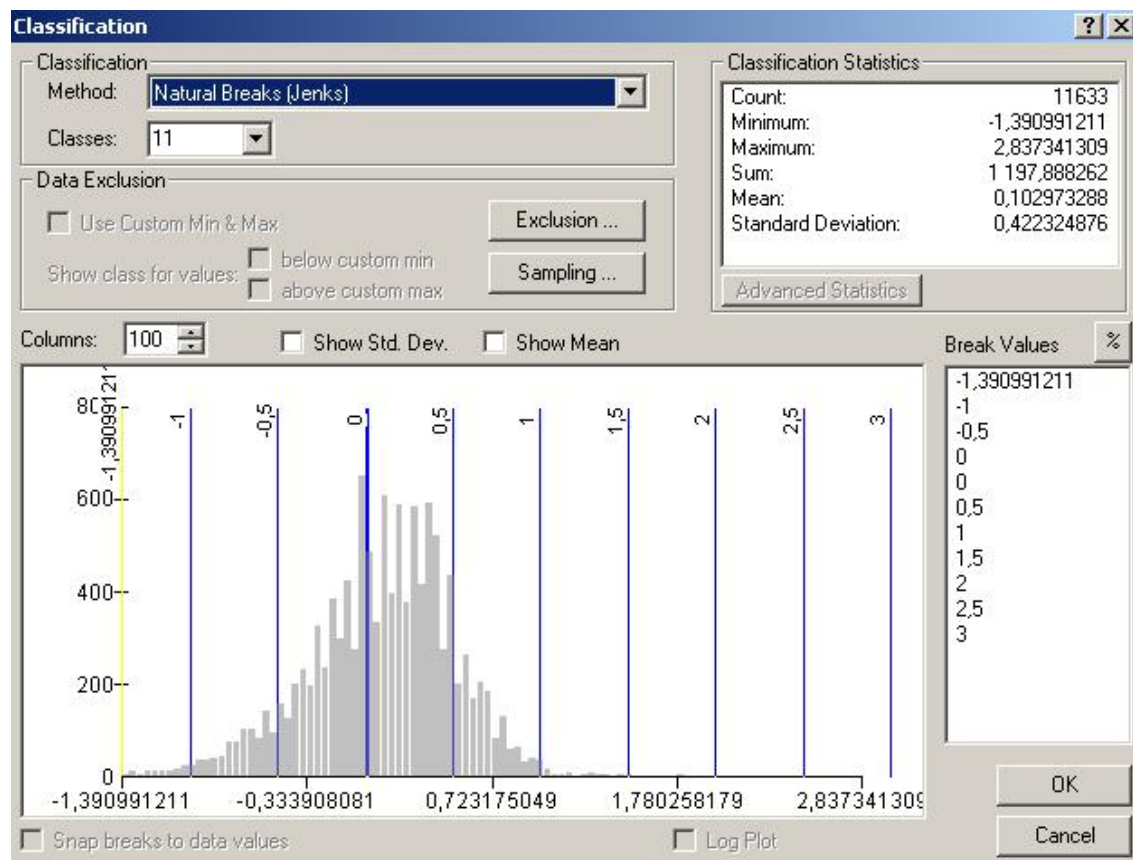 Classification
Classification
Method: Natural Breaks (Jenks)
Classes: 11
Data Exclusion
Use Custom Min & Max
Exclusion ...
Show class for values:
below custom min
above custom max
Sampling ...
Classification Statistics
Count: 11633
Minimum: -1,390991211
Maximum: 2,837341309
Sum: 1 197,888262
Mean: 0,102973288
Standard Deviation: 0,422324876
Advanced Statistics
Columns: 100
Show Std. Dev.
Show Mean
Break Values
%
-1,390991211
-1
-0,5
0
0
0,5
1
1,5
2
2,5
3
-1,390991211 -1 -0,5 0 0,5 1 1,5 2 2,5 3
600
400
200
0
-1,390991211 -0,333908081 0,723175049 1,780258179 2,837341309
Snap breaks to data values
Log Plot
OK
Cancel